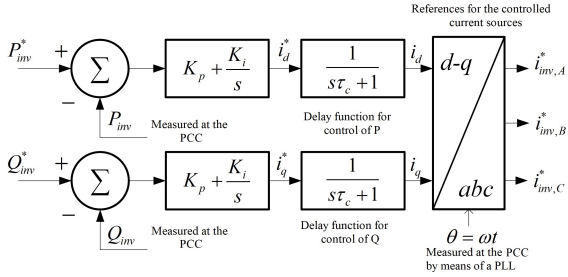 References for the controlled
current sources
P*inv + − ∑ Kp + Ki/s i*d 1/(sτc + 1) id d-q i*inv, A
Pinv Measured at the
PCC
Delay function for
control of P
i*inv, B
Q*inv + − ∑ Kp + Ki/s i*q 1/(sτc + 1) iq abc i*inv, C
Qinv Measured at the
PCC
Delay function for
control of Q
θ = ωt
Measured at the PCC
by means of a PLL